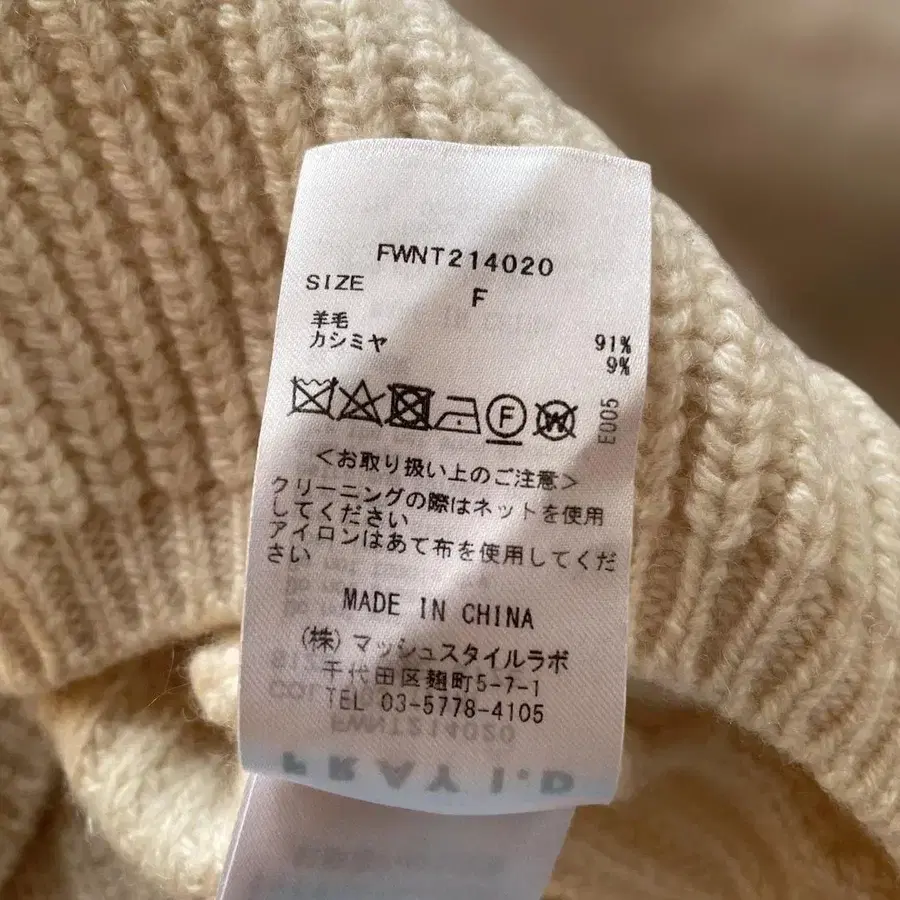 FWNT214020
SIZE F
羊毛 91%
カシミヤ 9%
E005
F W
<お取り扱い上のご注意>
クリーニングの際はネットを使用
してください
アイロンはあて布を使用してくだ
さい
MADE IN CHINA
(株) マッシュスタイルラボ
千代田区麹町5-7-1
TEL 03-5778-4105
FRAY I.D